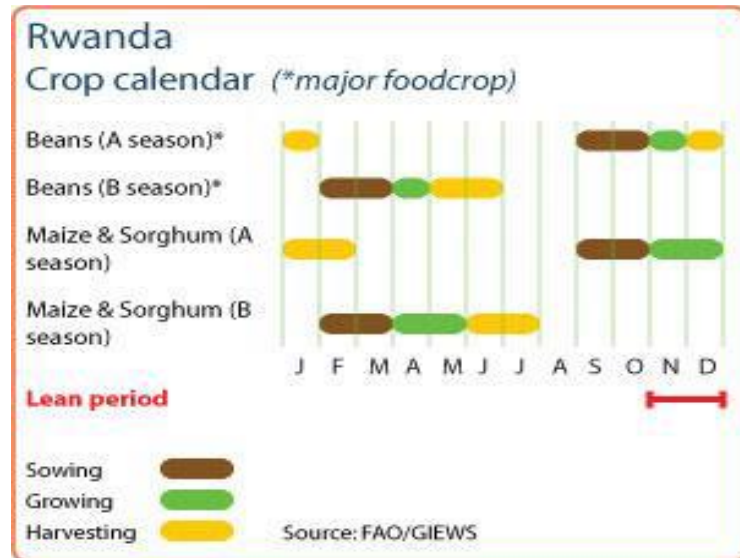 Rwanda
Crop calendar (*major foodcrop)
Beans (A season)*
Beans (B season)*
Maize & Sorghum (A
season)
Maize & Sorghum (B
season)
J F M A M J J A S O N D
Lean period
Sowing
Growing
Harvesting Source: FAO/GIEWS